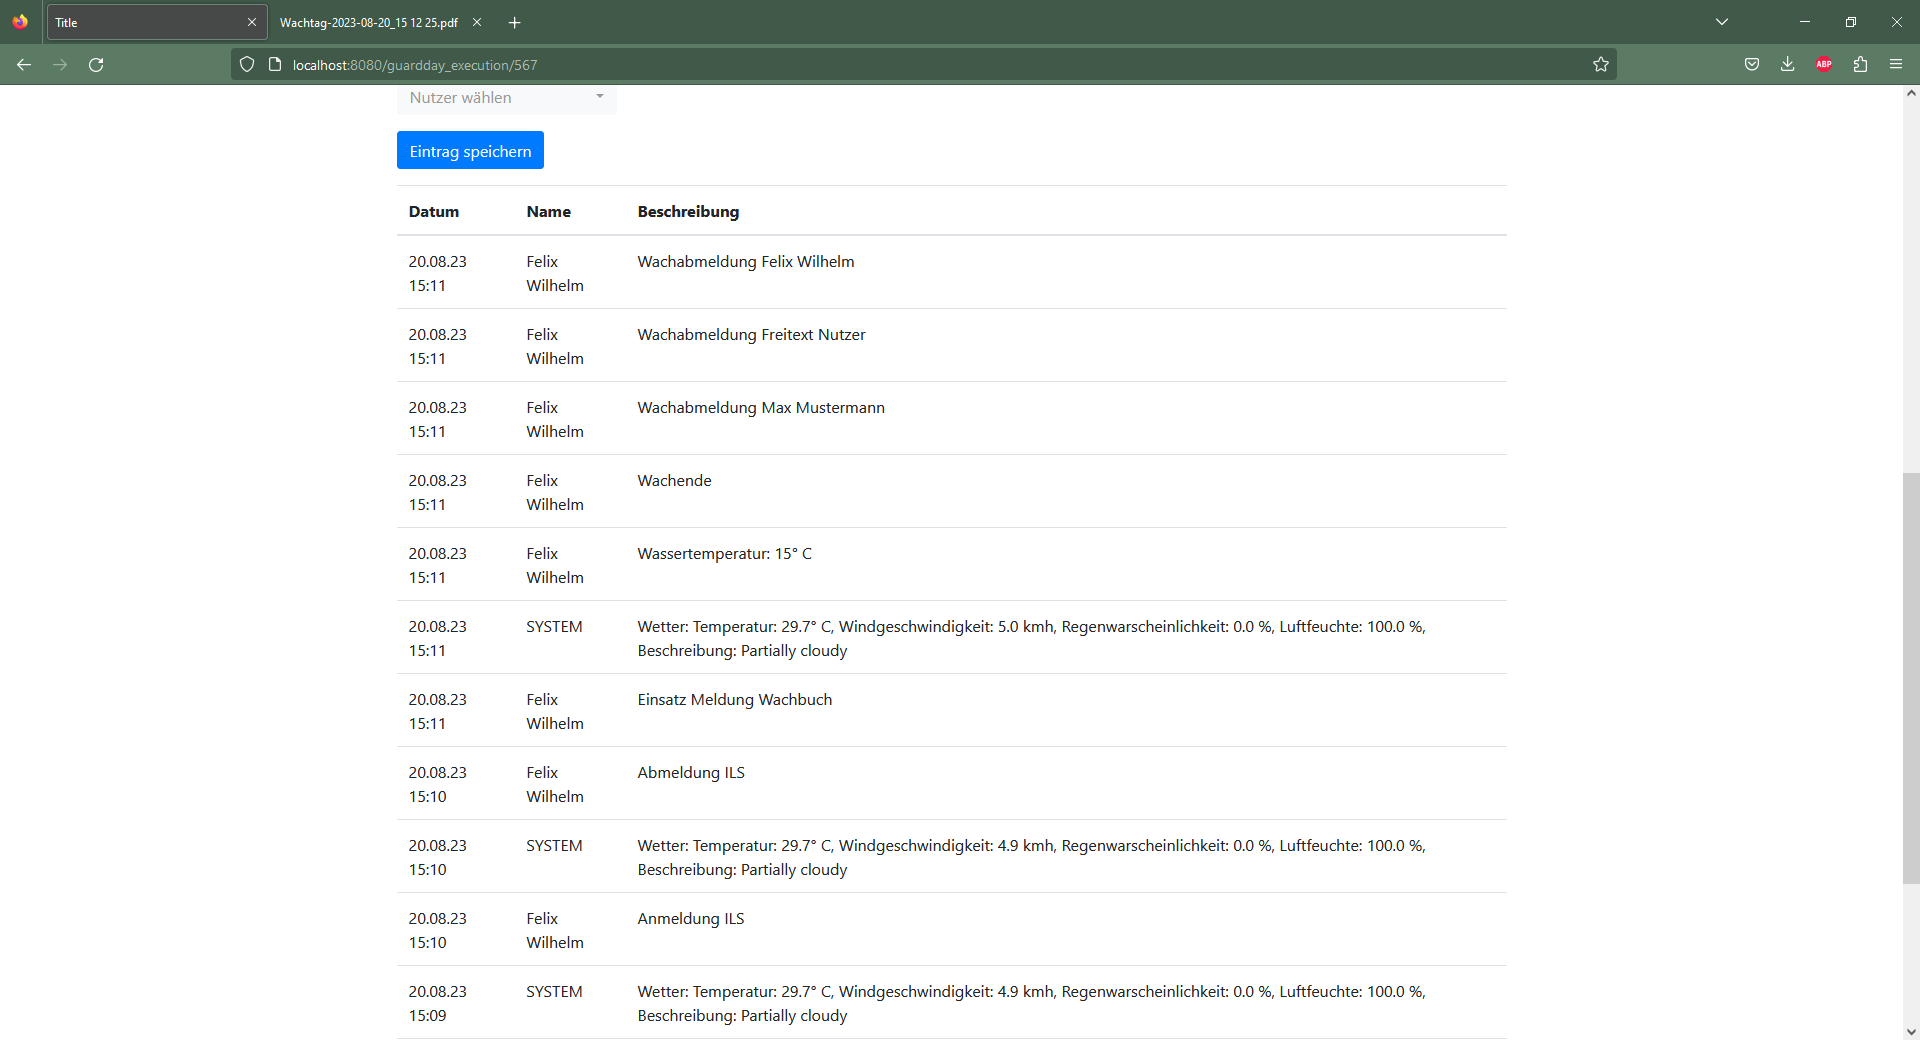 Title
Wachtag-2023-08-20_15 12 25.pdf
localhost:8080/guardday_execution/567
ABP
Nutzer wählen
Eintrag speichern
Datum Name Beschreibung
20.08.23 Felix Wachabmeldung Felix Wilhelm
15:11 Wilhelm
20.08.23 Felix Wachabmeldung Freitext Nutzer
15:11 Wilhelm
20.08.23 Felix Wachabmeldung Max Mustermann
15:11 Wilhelm
20.08.23 Felix Wachende
15:11 Wilhelm
20.08.23 Felix Wassertemperatur: 15° C
15:11 Wilhelm
20.08.23 SYSTEM Wetter: Temperatur: 29.7° C, Windgeschwindigkeit: 5.0 kmh, Regenwarscheinlichkeit: 0.0 %, Luftfeuchte: 100.0 %,
15:11 Beschreibung: Partially cloudy
20.08.23 Felix Einsatz Meldung Wachbuch
15:11 Wilhelm
20.08.23 Felix Abmeldung ILS
15:10 Wilhelm
20.08.23 SYSTEM Wetter: Temperatur: 29.7° C, Windgeschwindigkeit: 4.9 kmh, Regenwarscheinlichkeit: 0.0 %, Luftfeuchte: 100.0 %,
15:10 Beschreibung: Partially cloudy
20.08.23 Felix Anmeldung ILS
15:10 Wilhelm
20.08.23 SYSTEM Wetter: Temperatur: 29.7° C, Windgeschwindigkeit: 4.9 kmh, Regenwarscheinlichkeit: 0.0 %, Luftfeuchte: 100.0 %,
15:09 Beschreibung: Partially cloudy